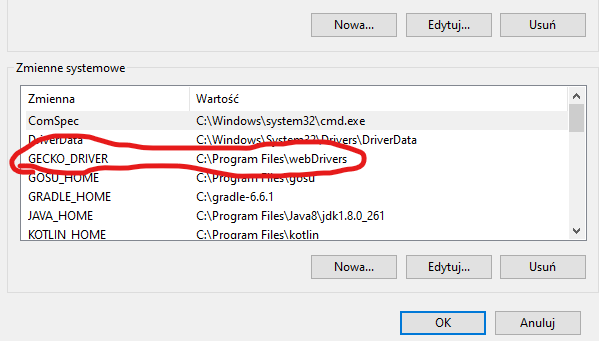 Nowa... Edytuj... Usuń
Zmienne systemowe
Zmienna Wartość
ComSpec C:\Windows\system32\cmd.exe
DriverData C:\Windows\System32\Drivers\DriverData
GECKO_DRIVER C:\Program Files\webDrivers
GOSU_HOME C:\Program Files\gosu
GRADLE_HOME C:\gradle-6.6.1
JAVA_HOME C:\Program Files\Java8\jdk1.8.0_261
KOTLIN_HOME C:\Program Files\kotlin
Nowa... Edytuj... Usuń
OK Anuluj